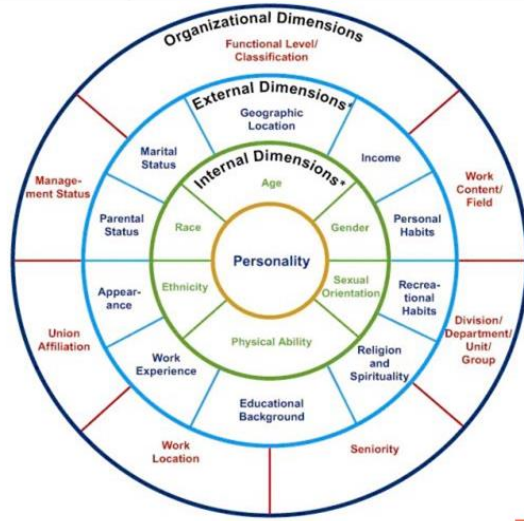 Organizational Dimensions
Functional Level/
Classification
External Dimensions*
Geographic
Location
Marital
Status
Income
Internal Dimensions*
Age
Manage-
ment Status
Work
Content/
Field
Parental
Status
Race
Gender
Personal
Habits
Personality
Appear-
ance
Ethnicity
Sexual
Orientation
Recrea-
tional
Habits
Union
Affiliation
Division/
Department/
Unit/
Group
Physical Ability
Work
Experience
Religion
and
Spirituality
Educational
Background
Work
Location
Seniority